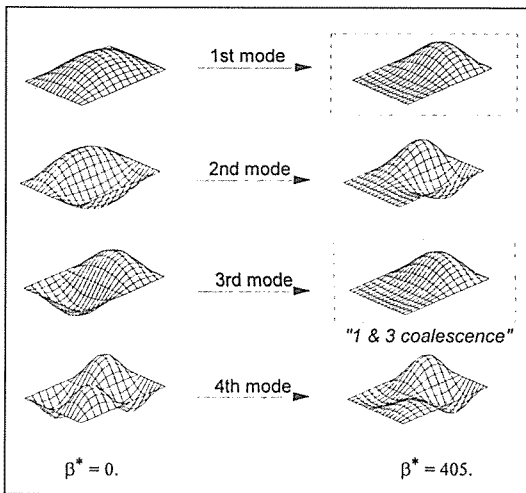 1st mode
2nd mode
3rd mode
"1 & 3 coalescence"
4th mode
β* = 0.
β* = 405.